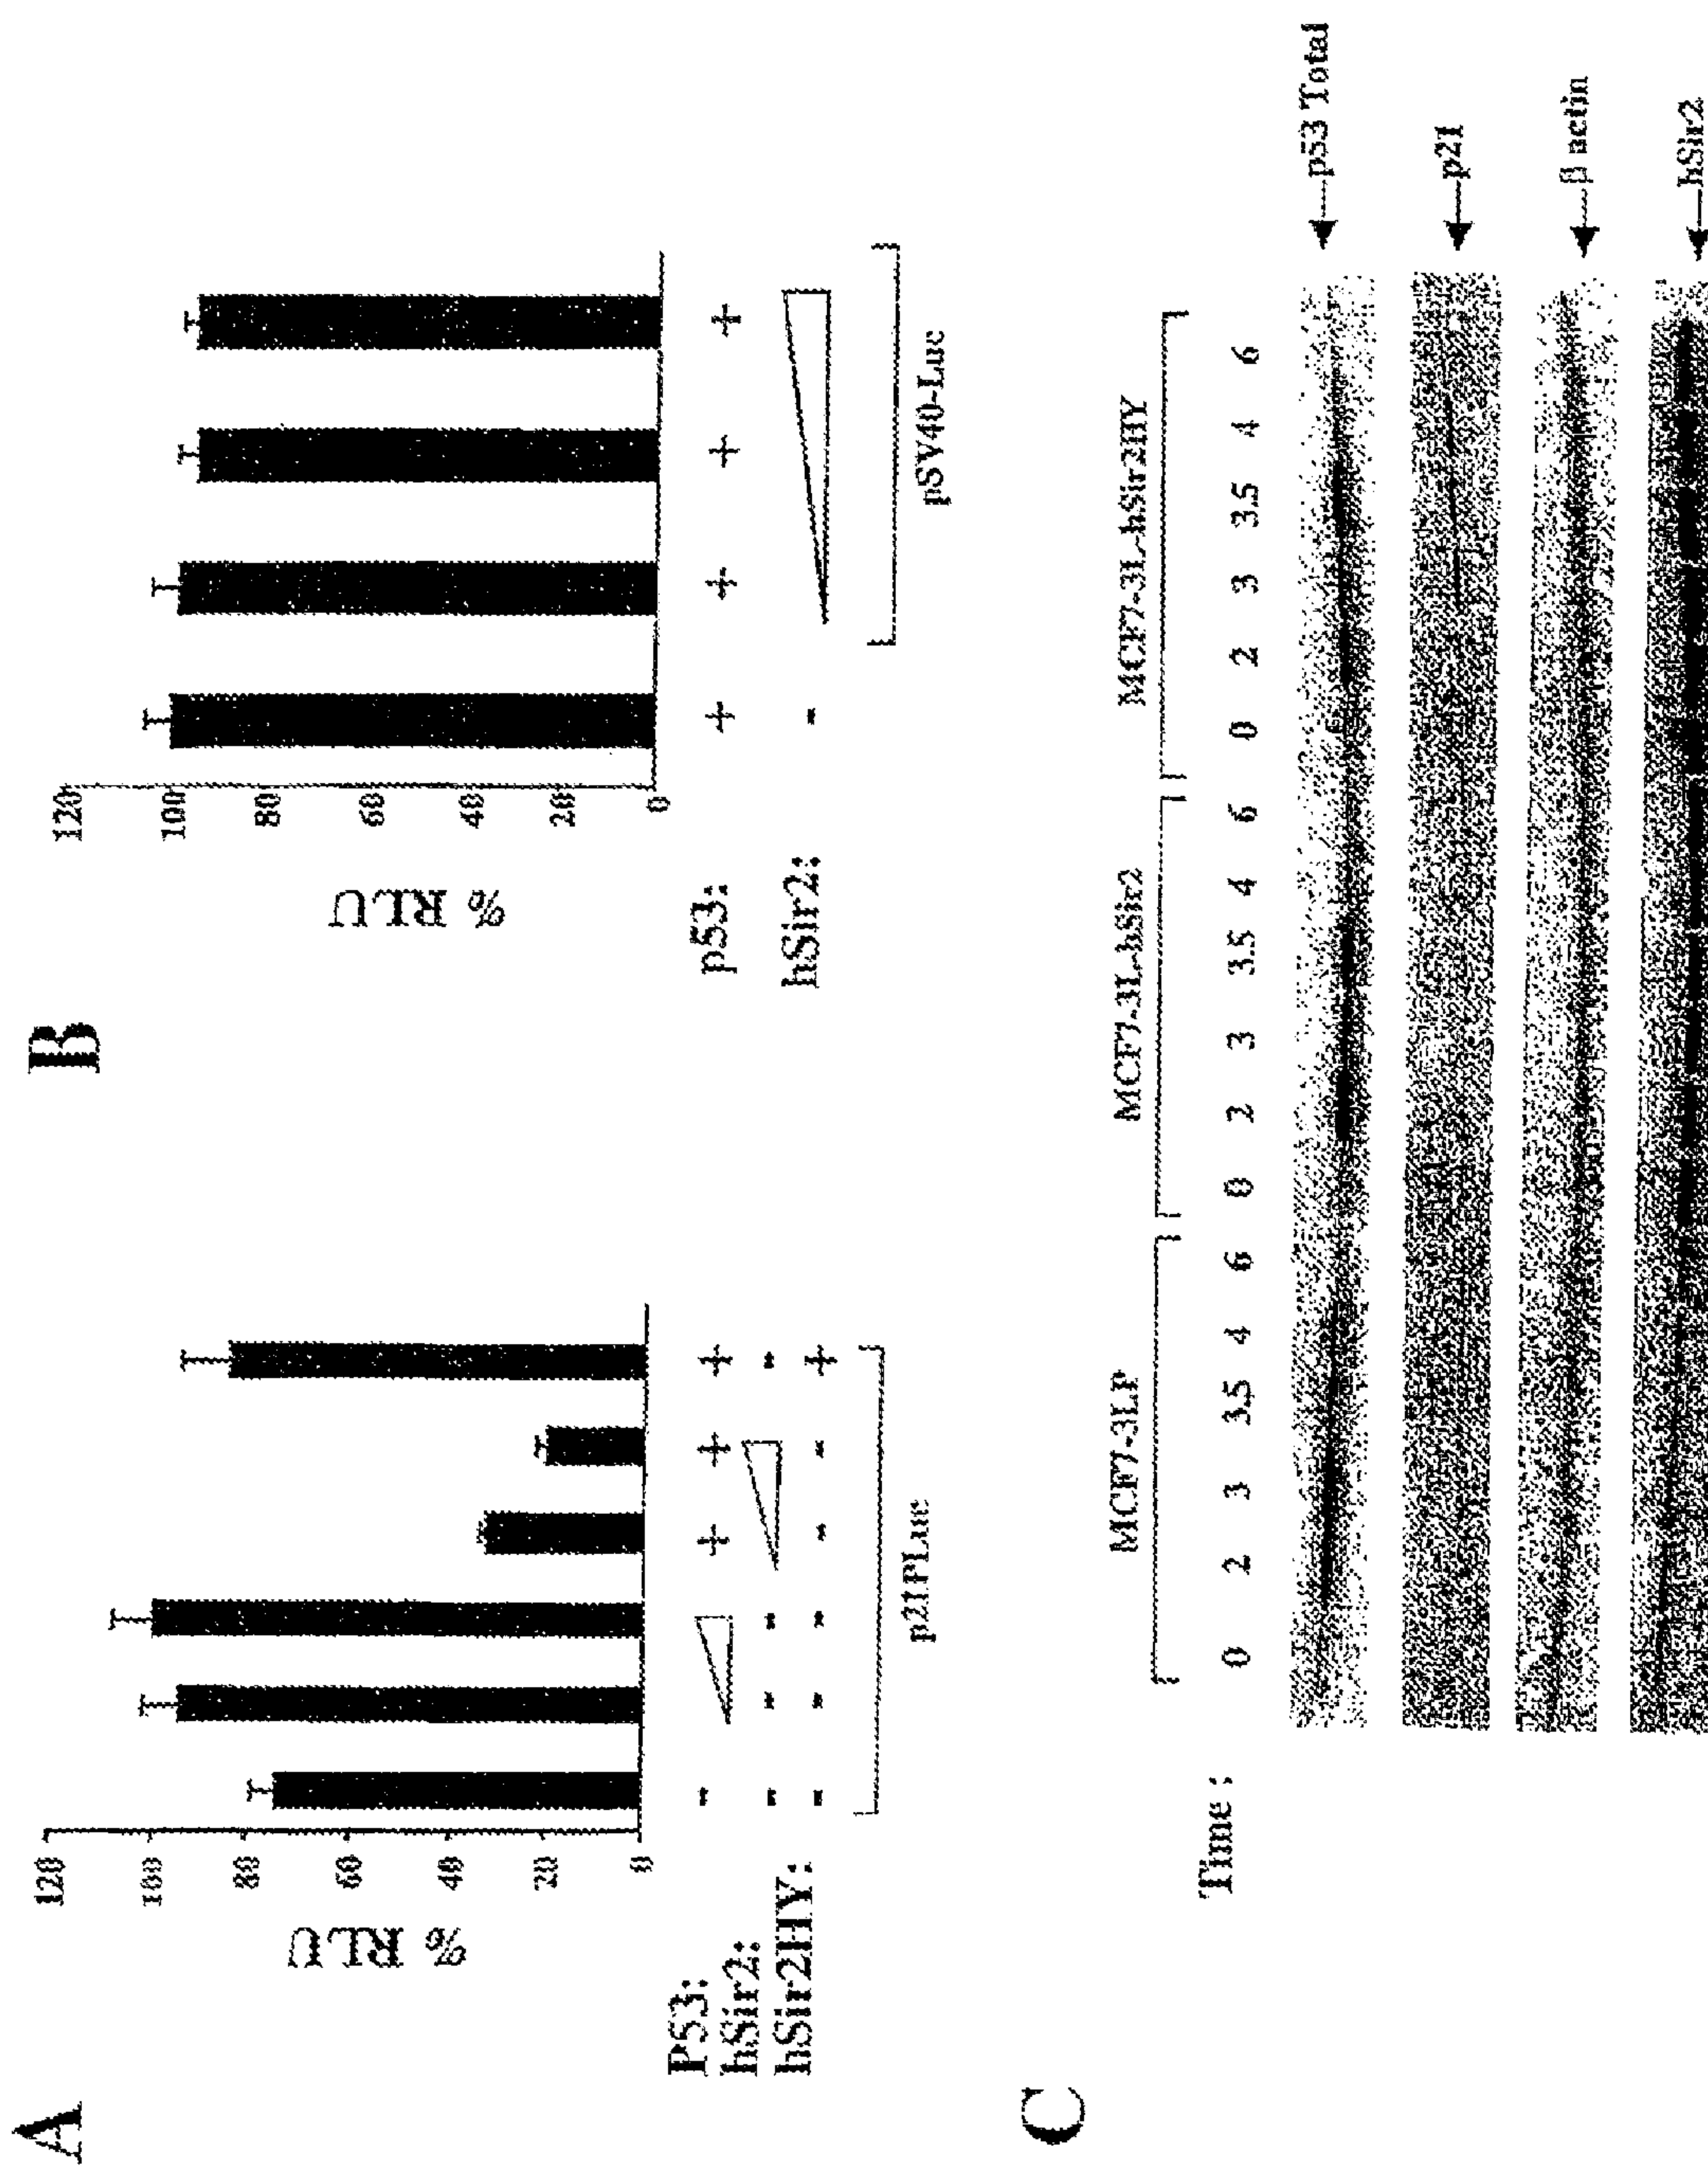 A
% RLU
120
100
80
60
40
20
0
P53: - + + +
hSir2: - - - -
hSir2HY: - - - - - +
p21PLuc
B
% RLU
120
100
80
60
40
20
0
p53: + + + +
hSir2: -
pSV40-Luc
C
MCF7-3LP MCF7-3L-hSir2 MCF7-3L-hSir2HY
Time : 0 2 3 3.5 4 6 0 2 3 3.5 4 6 0 2 3 3.5 4 6
p53 Total
p21
β actin
hSir2